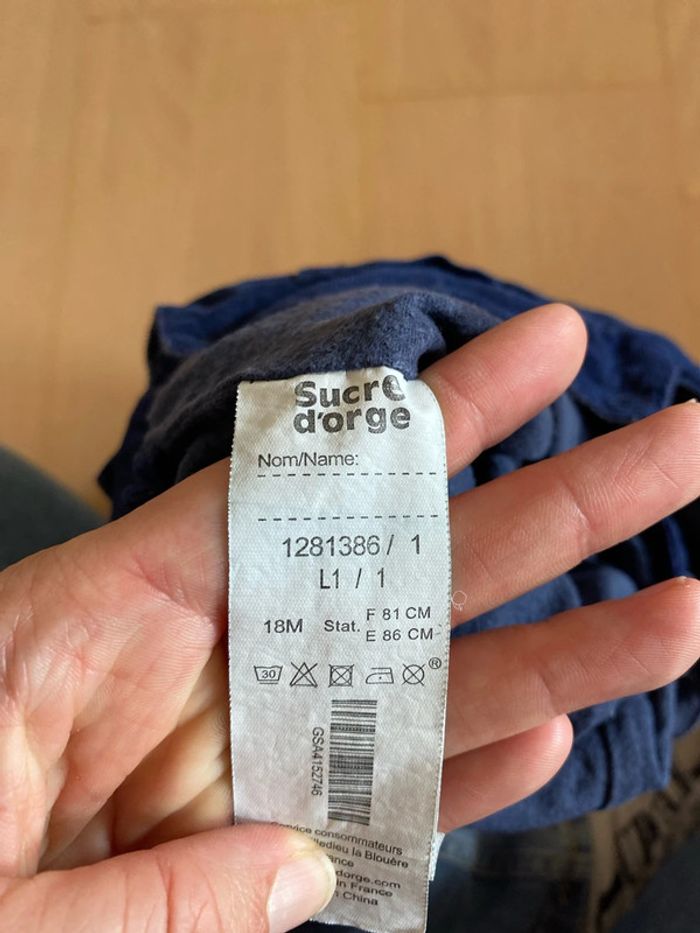 Sucre
d'orge
Nom/Name:
1281386 / 1
L1 / 1
18M Stat. F 81 CM
E 86 CM
30
GSA4152746
consommateurs
la Blouère
dorge.com
in France
China